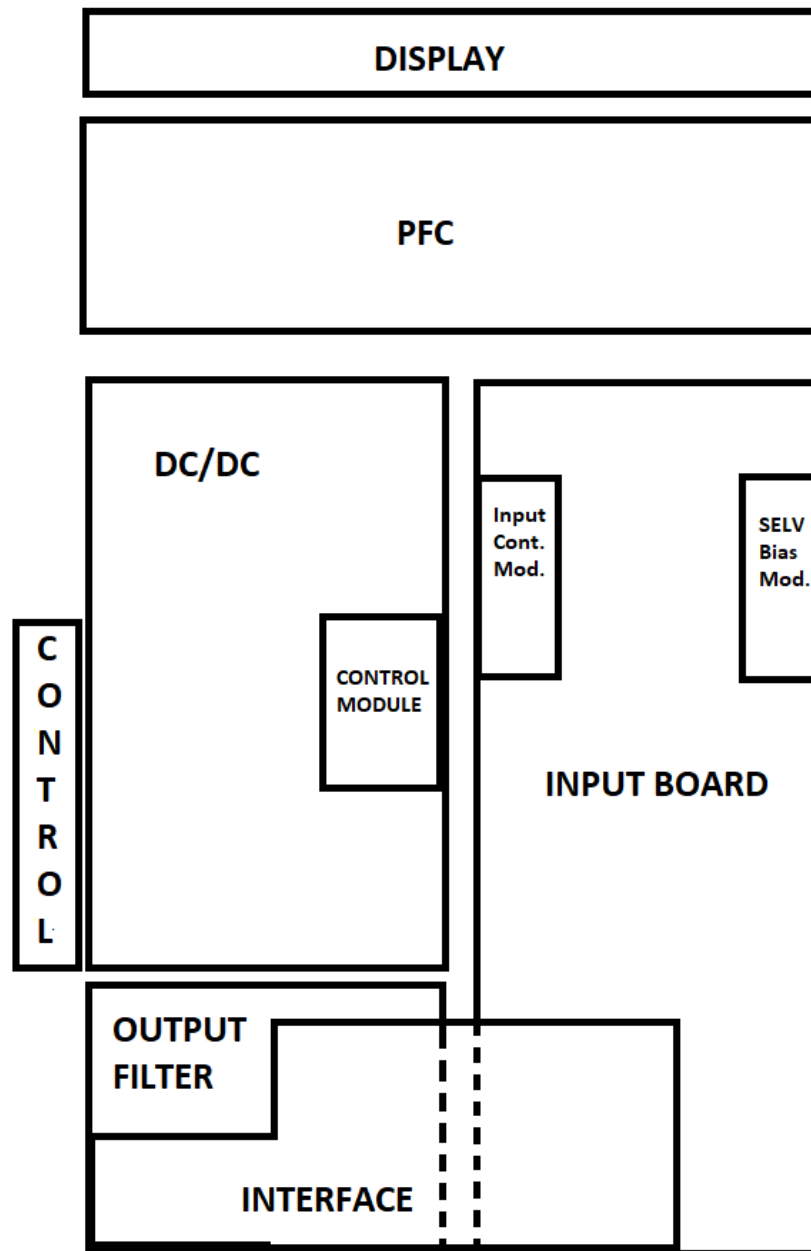 DISPLAY
PFC
DC/DC
Input
Cont.
Mod.
SELV
Bias
Mod.
C
O
N
T
R
O
L
CONTROL
MODULE
INPUT BOARD
OUTPUT
FILTER
INTERFACE